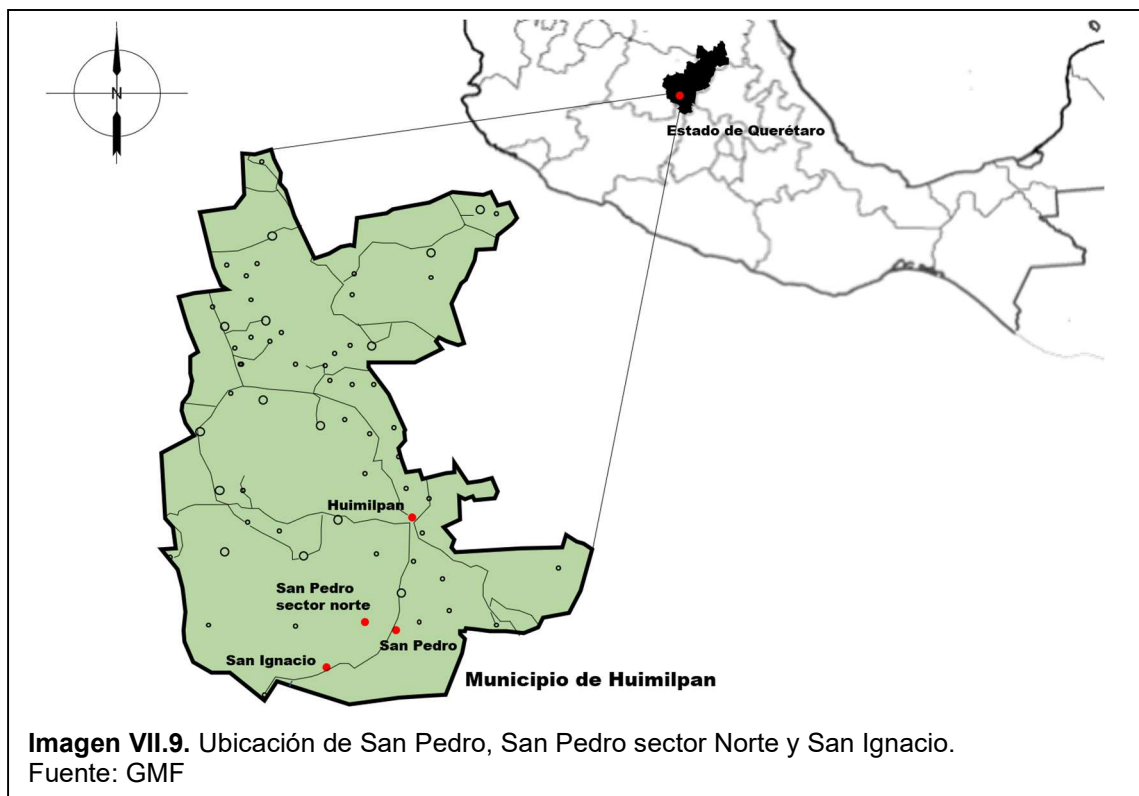 N
Estado de Querétaro
Huimilpan
San Pedro
sector norte
San Pedro
San Ignacio
Municipio de Huimilpan
Imagen VII.9. Ubicación de San Pedro, San Pedro sector Norte y San Ignacio.
Fuente: GMF